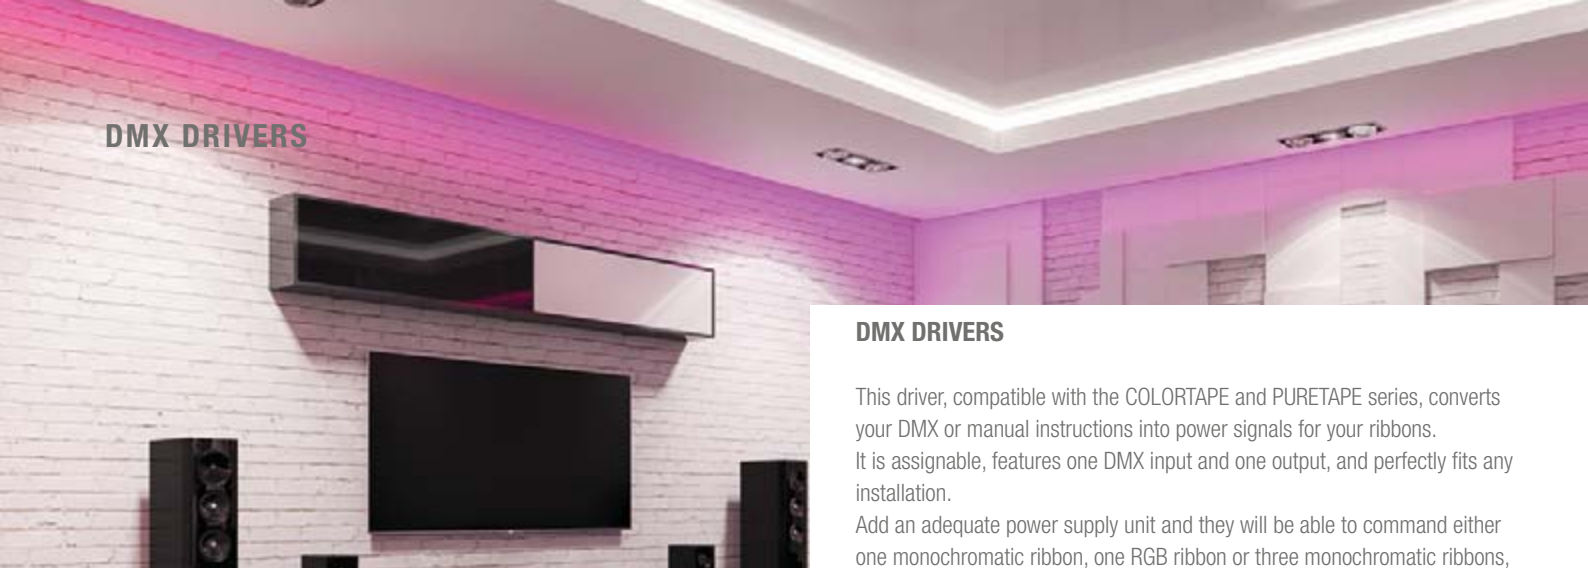 DMX DRIVERS
DMX DRIVERS
This driver, compatible with the COLORTAPE and PURETAPE series, converts
your DMX or manual instructions into power signals for your ribbons.
It is assignable, features one DMX input and one output, and perfectly fits any
installation.
Add an adequate power supply unit and they will be able to command either
one monochromatic ribbon, one RGB ribbon or three monochromatic ribbons,